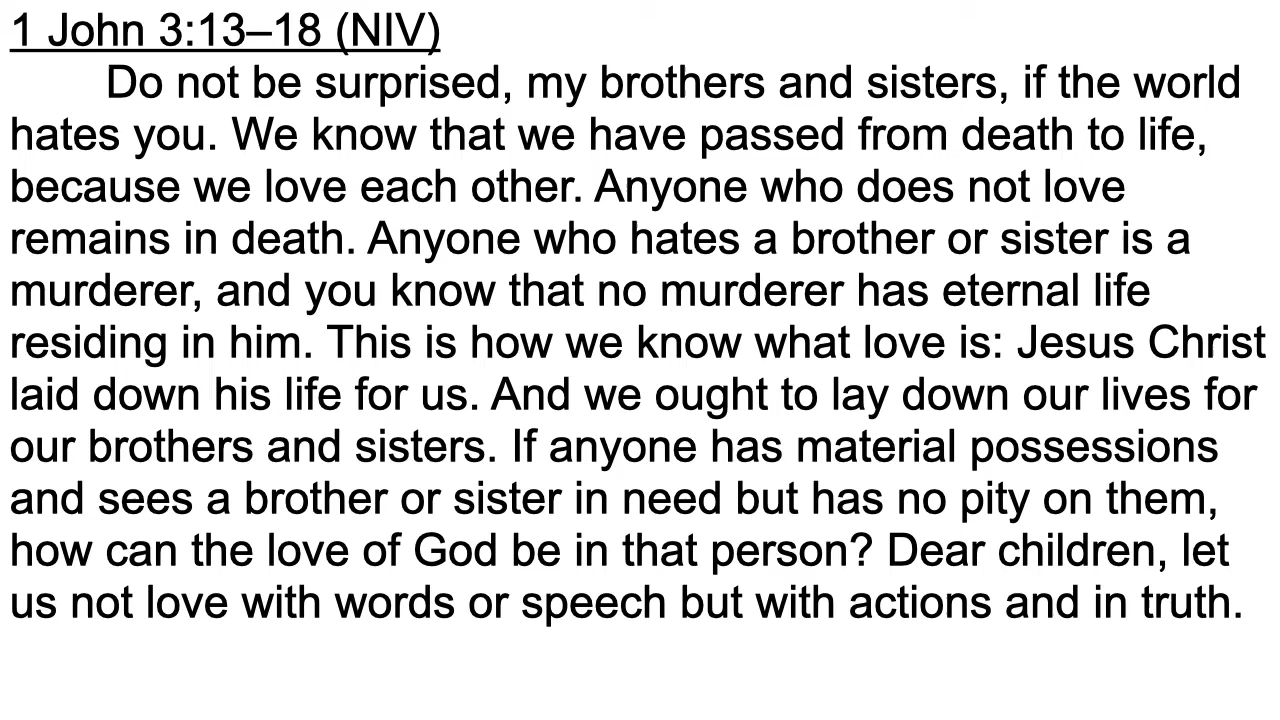 1 John 3:13–18 (NIV)
Do not be surprised, my brothers and sisters, if the world
hates you. We know that we have passed from death to life,
because we love each other. Anyone who does not love
remains in death. Anyone who hates a brother or sister is a
murderer, and you know that no murderer has eternal life
residing in him. This is how we know what love is: Jesus Christ
laid down his life for us. And we ought to lay down our lives for
our brothers and sisters. If anyone has material possessions
and sees a brother or sister in need but has no pity on them,
how can the love of God be in that person? Dear children, let
us not love with words or speech but with actions and in truth.